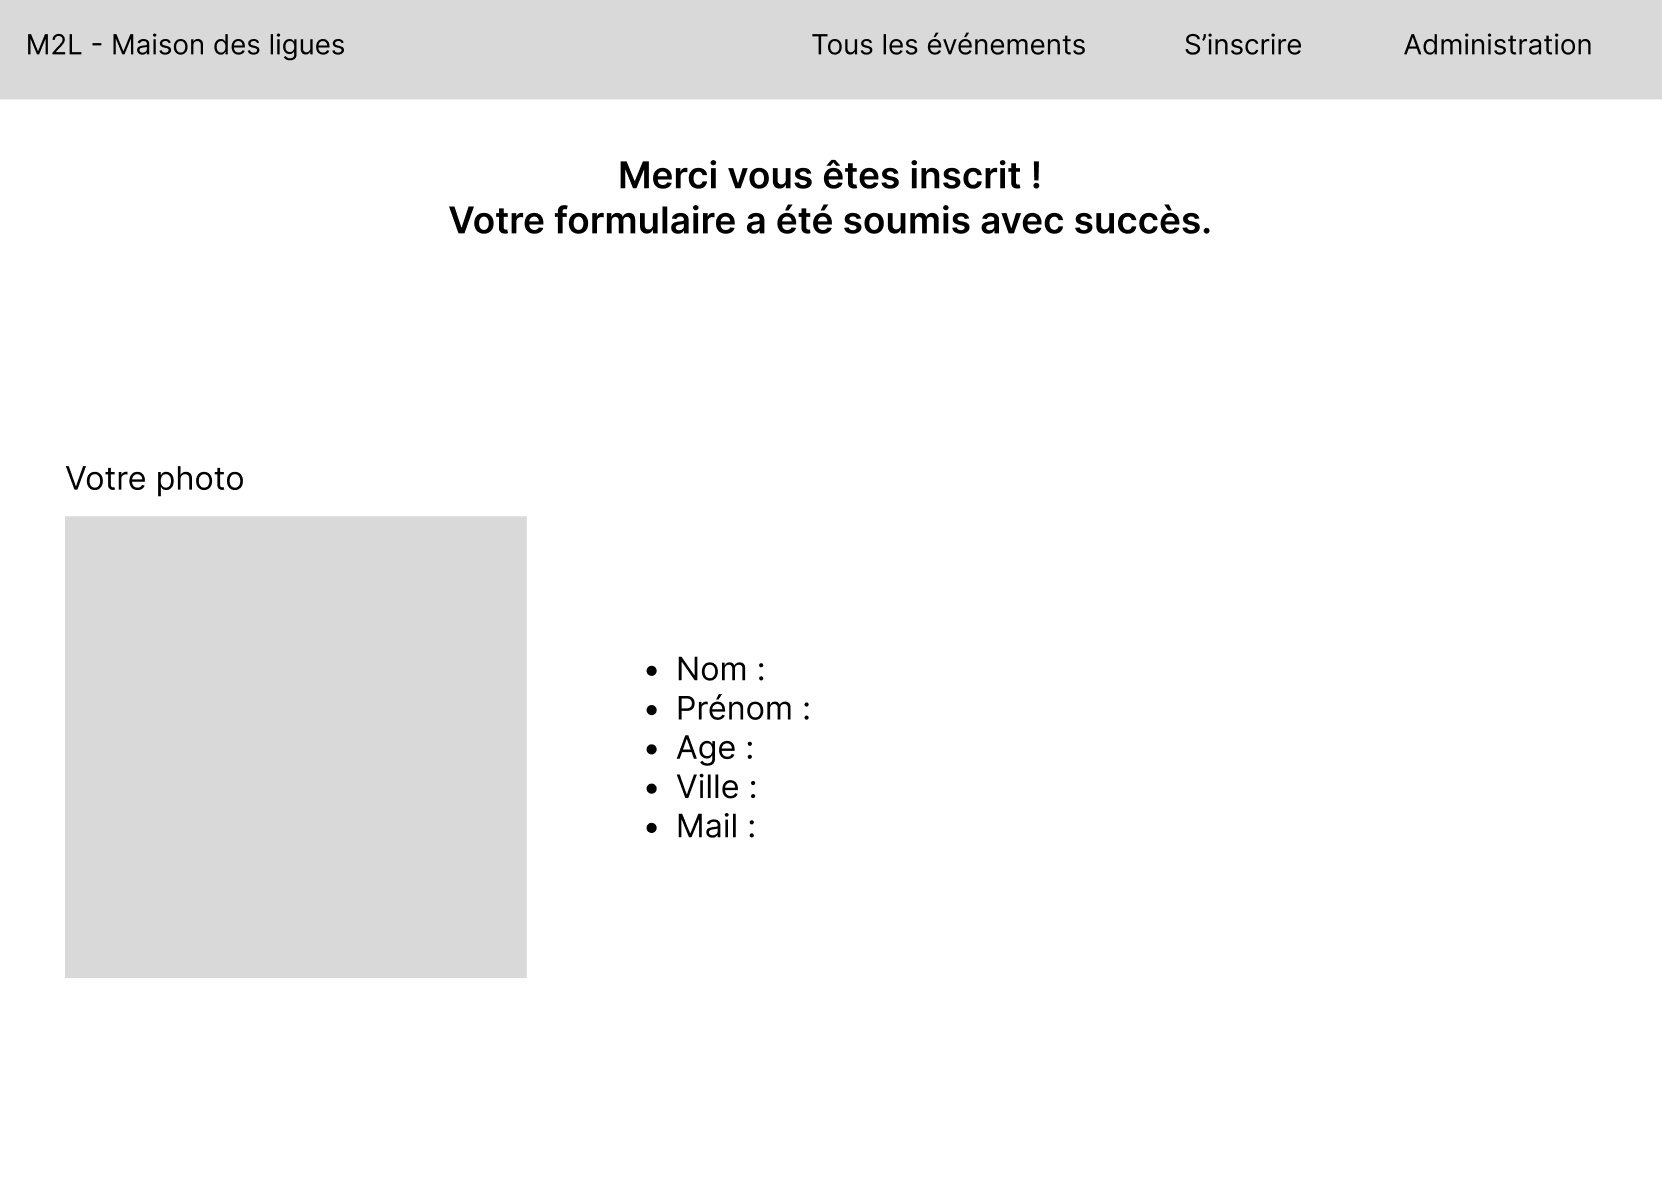 M2L - Maison des ligues
Tous les événements
S’inscrire
Administration
Merci vous êtes inscrit !
Votre formulaire a été soumis avec succès.
Votre photo
• Nom :
• Prénom :
• Age :
• Ville :
• Mail :